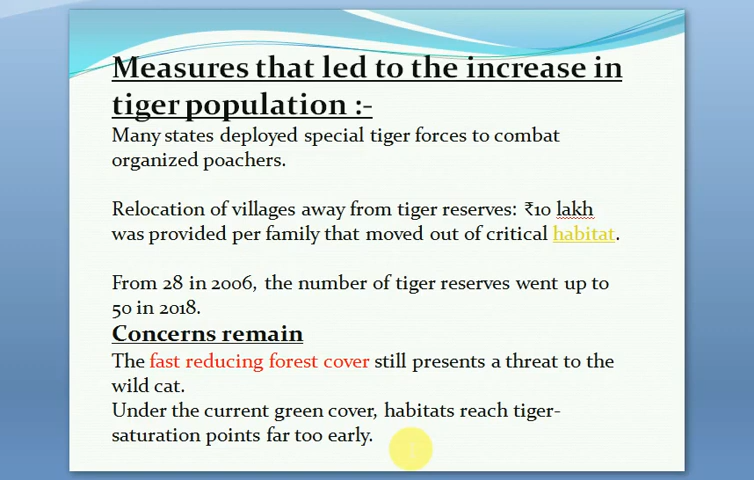 Measures that led to the increase in
tiger population :-
Many states deployed special tiger forces to combat
organized poachers.
Relocation of villages away from tiger reserves: ₹10 lakh
was provided per family that moved out of critical habitat.
From 28 in 2006, the number of tiger reserves went up to
50 in 2018.
Concerns remain
The fast reducing forest cover still presents a threat to the
wild cat.
Under the current green cover, habitats reach tiger-
saturation points far too early.